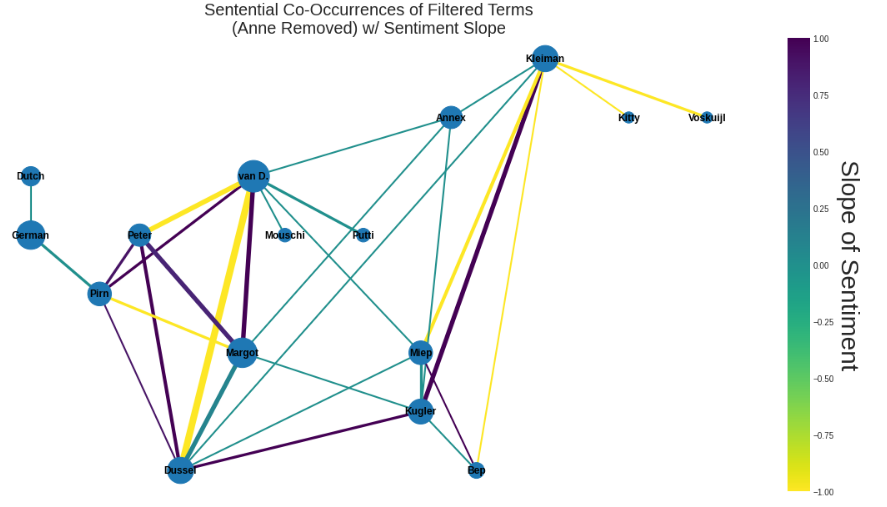 Sentential Co-Occurrences of Filtered Terms
(Anne Removed) w/ Sentiment Slope
Kleiman
Annex
Kitty
Voskuijl
Dutch
van D.
German
Peter
Mouschi
Putti
Pirn
Margot
Miep
Kugler
Dussel
Bep
1.00
0.75
0.50
0.25
0.00
−0.25
−0.50
−0.75
−1.00
Slope of Sentiment